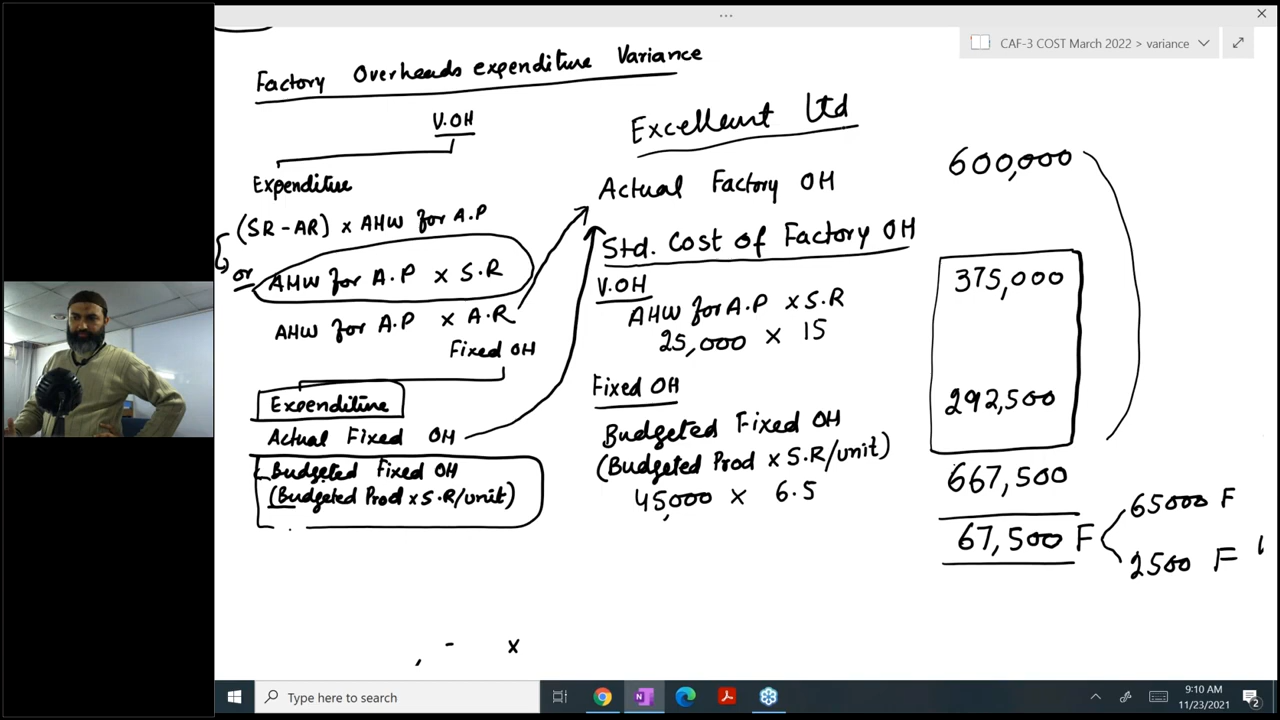 CAF-3 COST March 2022 > variance
Factory Overheads expenditure Variance
V.OH
Expenditure
(SR-AR) x AHW for A.P
or AHW for A.P x S.R
AHW for A.P x A.R
Fixed OH
Expenditure
Actual Fixed OH
Budgeted Fixed OH
(Budgeted Prod x S.R/unit)
, - x
Excellent Ltd
Actual Factory OH 600,000
Std. Cost of Factory OH
V.OH 375,000
AHW for A.P x S.R
25,000 x 15
Fixed OH 292,500
Budgeted Fixed OH
(Budgeted Prod x S.R/unit)
45,000 x 6.5
667,500
67,500 F
65000 F
2500 F
Type here to search
9:10 AM
11/23/2021
2